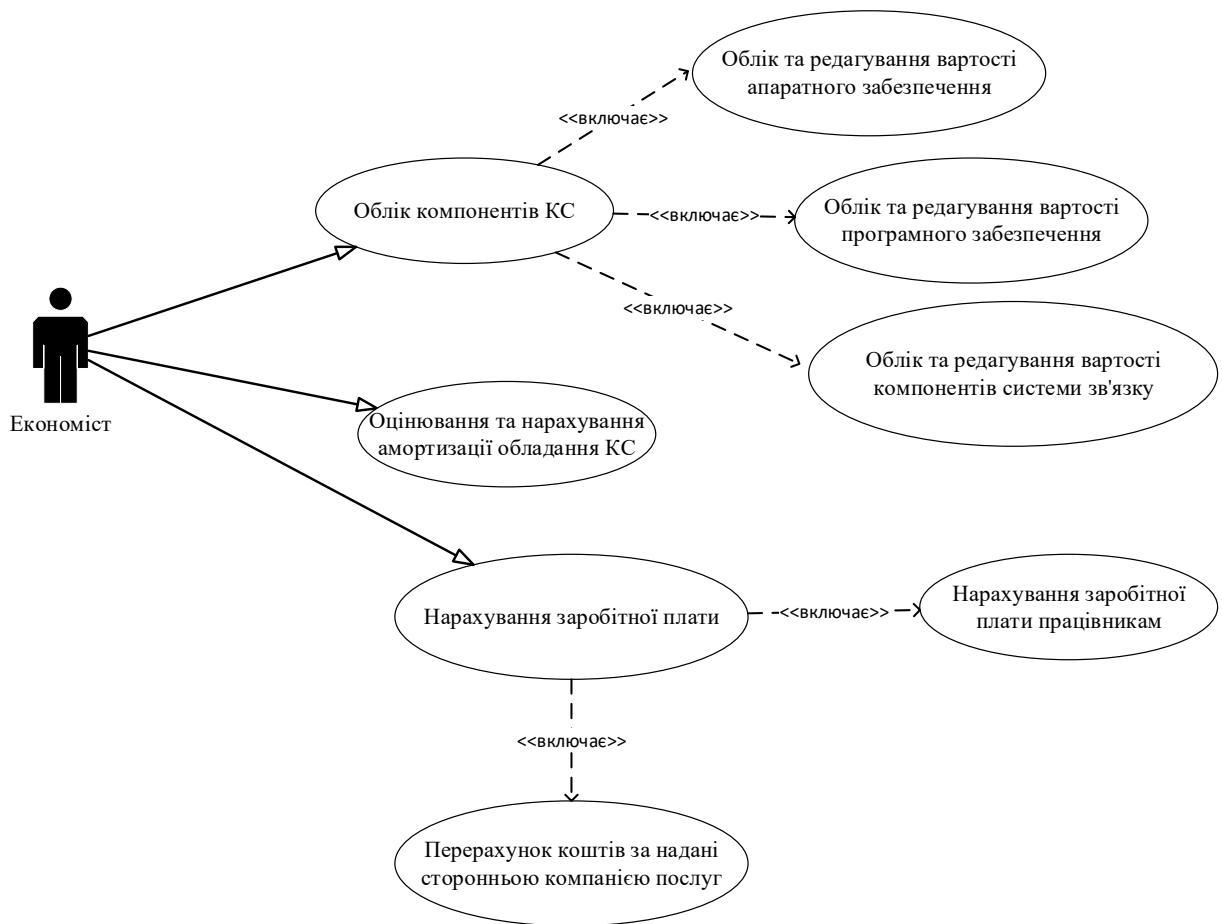 Облік та редагування вартості
апаратного забезпечення
<<включає>>
Облік компонентів КС
<<включає>>
Облік та редагування вартості
програмного забезпечення
<<включає>>
Облік та редагування вартості
компонентів системи зв'язку
Економіст
Оцінювання та нарахування
амортизації обладання КС
Нарахування заробітної плати
<<включає>>
Нарахування заробітної
плати працівникам
<<включає>>
Перерахунок коштів за надані
сторонньою компанією послуг